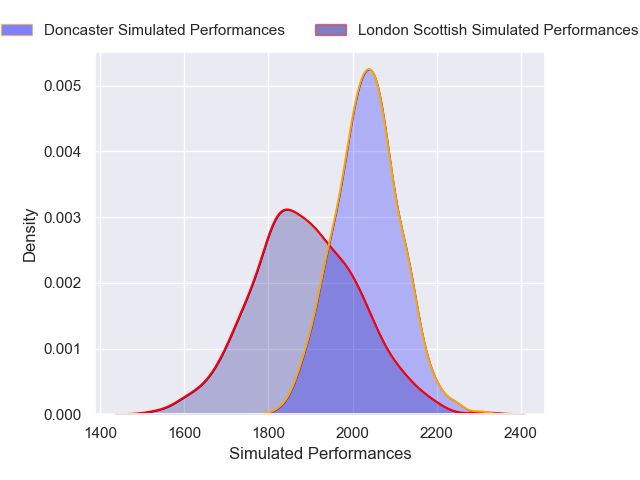 Doncaster Simulated Performances London Scottish Simulated Performances
0.005
0.004
0.003
0.002
0.001
0.000
Density
1400 1600 1800 2000 2200 2400
Simulated Performances